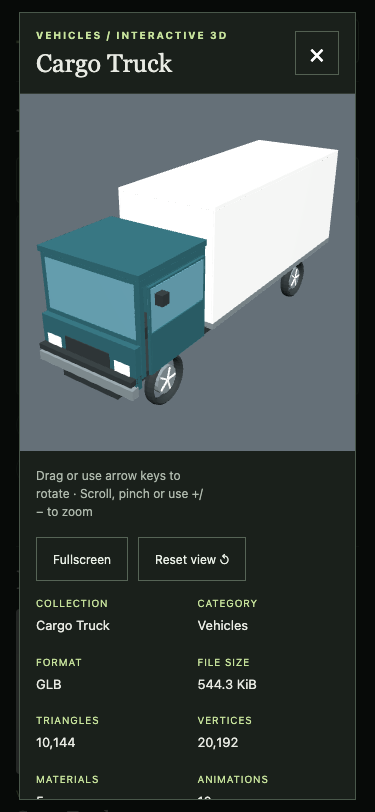 VEHICLES / INTERACTIVE 3D
Cargo Truck
×
Drag or use arrow keys to
rotate · Scroll, pinch or use +/
– to zoom
Fullscreen
Reset view ↺
COLLECTION
CATEGORY
Cargo Truck
Vehicles
FORMAT
FILE SIZE
GLB
544.3 KiB
TRIANGLES
VERTICES
10,144
20,192
MATERIALS
ANIMATIONS